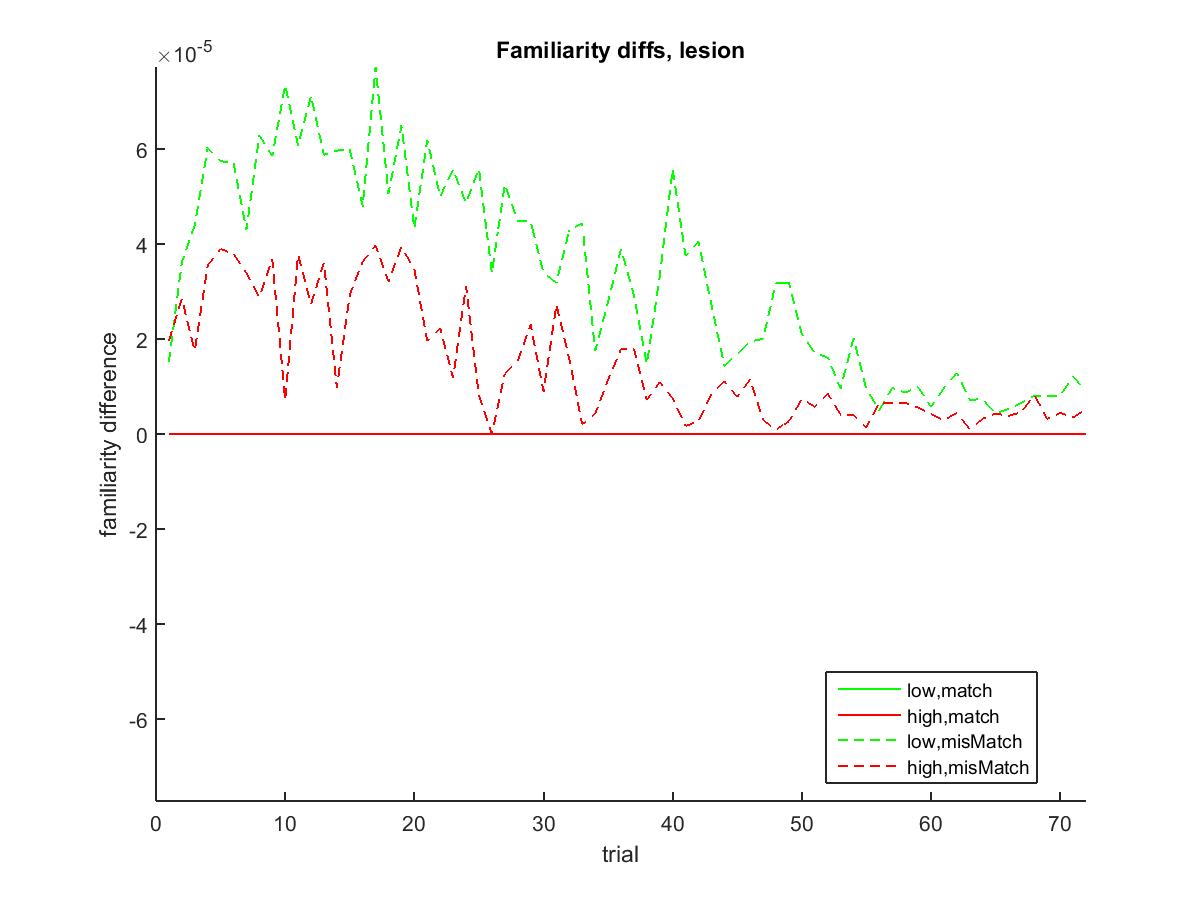 Familiarity diffs, lesion
×10-5
6
4
2
0
-2
-4
-6
familiarity difference
low,match
high,match
low,misMatch
high,misMatch
0 10 20 30 40 50 60 70
trial